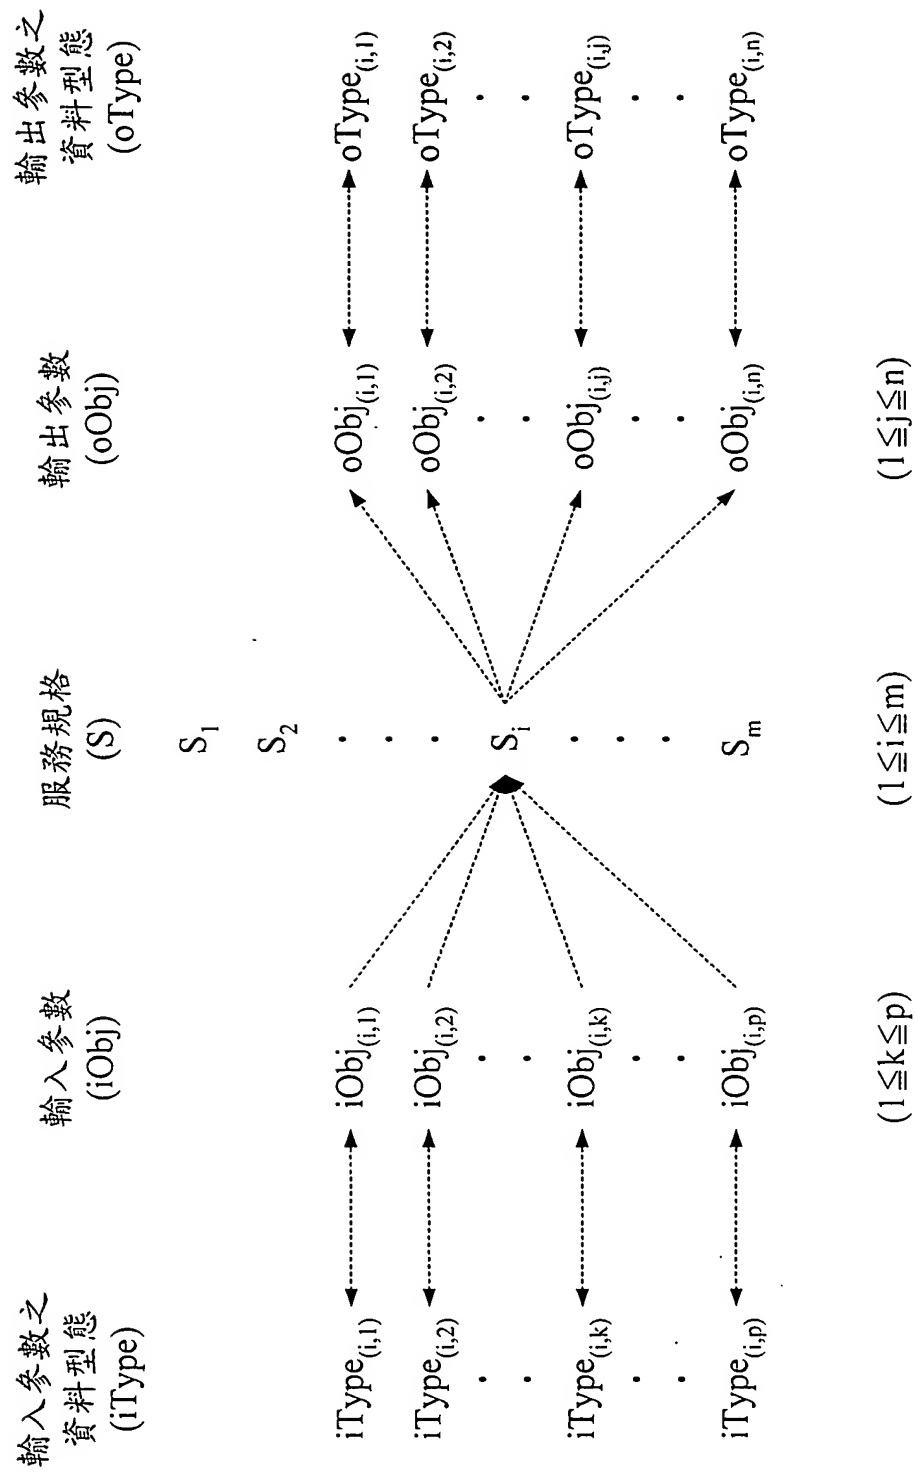 輸入參數之
資料型態
(iType)
輸入參數
(iObj)
服務規格
(S)
輸出參數
(oObj)
輸出參數之
資料型態
(oType)
S₁
S₂
iType₍ᵢ,₁₎ iObj₍ᵢ,₁₎ oObj₍ᵢ,₁₎ oType₍ᵢ,₁₎
iType₍ᵢ,₂₎ iObj₍ᵢ,₂₎ oObj₍ᵢ,₂₎ oType₍ᵢ,₂₎
iType(i,k) iObj(i,k) Sᵢ oObj(i,j) oType(i,j)
iType(i,p) iObj(i,p) Sₘ oObj(i,n) oType(i,n)
(1≦k≦p) (1≦i≦m) (1≦j≦n)